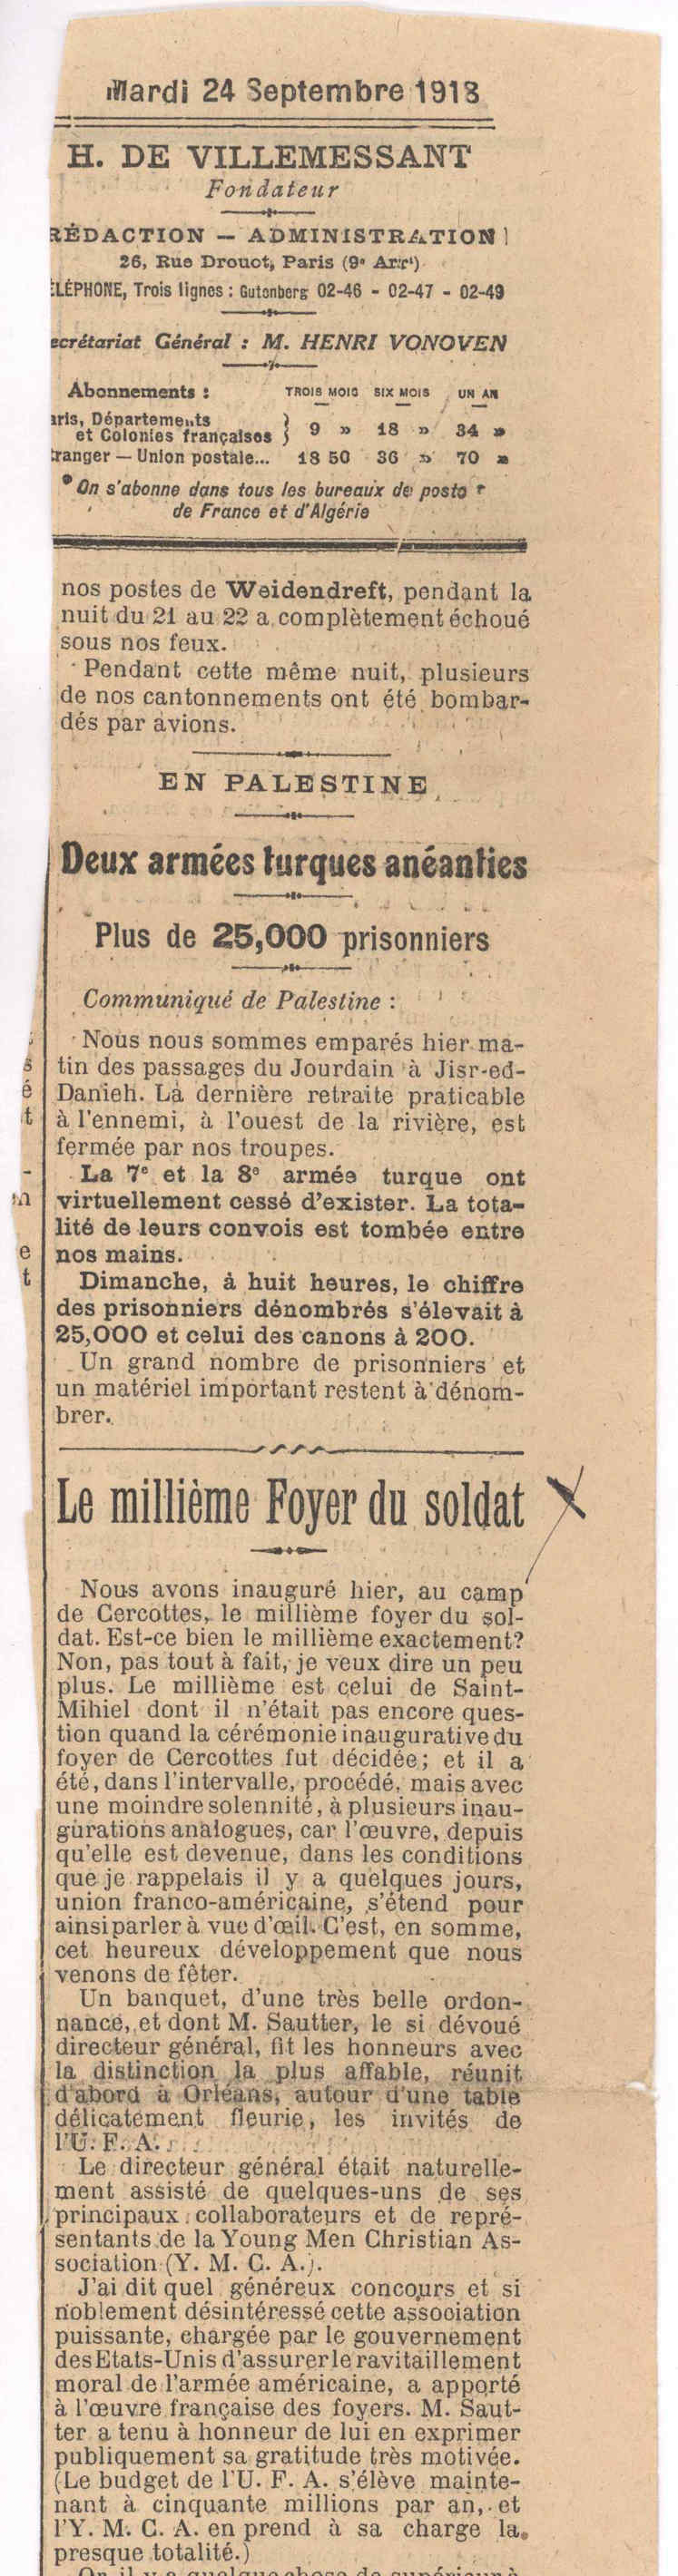 Mardi 24 Septembre 1918
H. DE VILLEMESSANT
Fondateur
RÉDACTION — ADMINISTRATION
26, Rue Drouot, Paris (9e Arrt)
ÉLÉPHONE, Trois lignes : Gutenberg 02-46 - 02-47 - 02-49
ecrétariat Général : M. HENRI VONOVEN
Abonnements : TROIS MOIS SIX MOIS UN AN
aris, Départements
et Colonies françaises } 9 » 18 » 34 »
tranger — Union postale... 18 50 36 » 70 »
On s'abonne dans tous les bureaux de poste
de France et d'Algérie
nos postes de Weidendreft, pendant la
nuit du 21 au 22 a complètement échoué
sous nos feux.
Pendant cette même nuit, plusieurs
de nos cantonnements ont été bombar-
dés par avions.
EN PALESTINE
Deux armées turques anéanties
Plus de 25,000 prisonniers
Communiqué de Palestine :
Nous nous sommes emparés hier ma-
tin des passages du Jourdain à Jisr-ed-
Danieh. La dernière retraite praticable
à l'ennemi, à l'ouest de la rivière, est
fermée par nos troupes.
La 7e et la 8e armée turque ont
virtuellement cessé d'exister. La tota-
lité de leurs convois est tombée entre
nos mains.
Dimanche, à huit heures, le chiffre
des prisonniers dénombrés s'élevait à
25,000 et celui des canons à 200.
Un grand nombre de prisonniers et
un matériel important restent à dénom-
brer.
Le millième Foyer du soldat
Nous avons inauguré hier, au camp
de Cercottes, le millième foyer du sol-
dat. Est-ce bien le millième exactement?
Non, pas tout à fait, je veux dire un peu
plus. Le millième est celui de Saint-
Mihiel dont il n'était pas encore ques-
tion quand la cérémonie inaugurative du
foyer de Cercottes fut décidée; et il a
été, dans l'intervalle, procédé, mais avec
une moindre solennité, à plusieurs inau-
gurations analogues, car l'œuvre, depuis
qu'elle est devenue, dans les conditions
que je rappelais il y a quelques jours,
union franco-américaine, s'étend pour
ainsi parler à vue d'œil. C'est, en somme,
cet heureux développement que nous
venons de fêter.
Un banquet, d'une très belle ordon-
nance, et dont M. Sautter, le si dévoué
directeur général, fit les honneurs avec
la distinction la plus affable, réunit
d'abord à Orléans, autour d'une table
délicatement fleurie, les invités de
l'U. F. A.
Le directeur général était naturelle-
ment assisté de quelques-uns de ses
principaux collaborateurs et de repré-
sentants de la Young Men Christian As-
sociation (Y. M. C. A.).
J'ai dit quel généreux concours et si
noblement désintéressé cette association
puissante, chargée par le gouvernement
des Etats-Unis d'assurer le ravitaillement
moral de l'armée américaine, a apporté
à l'œuvre française des foyers. M. Saut-
ter a tenu à honneur de lui en exprimer
publiquement sa gratitude très motivée.
(Le budget de l'U. F. A. s'élève mainte-
nant à cinquante millions par an, et
l'Y. M. C. A. en prend à sa charge la
presque totalité.)